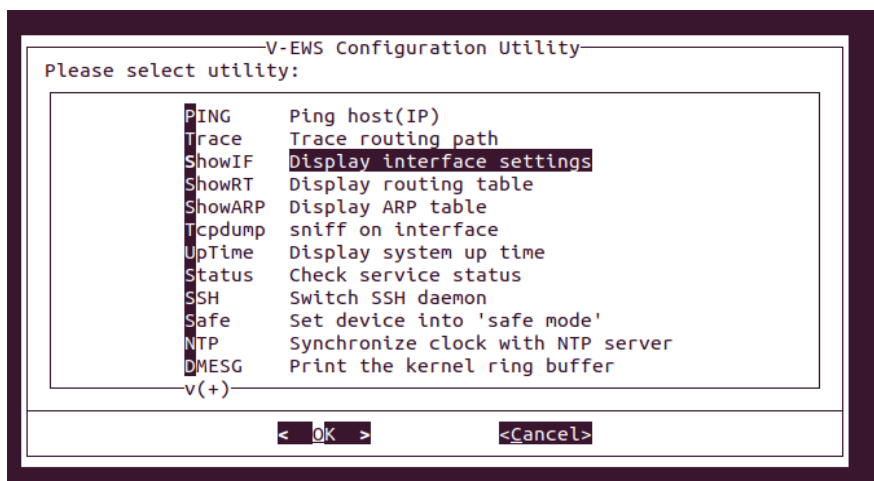 V-EWS Configuration Utility
Please select utility:
PING Ping host(IP)
Trace Trace routing path
ShowIF Display interface settings
ShowRT Display routing table
ShowARP Display ARP table
Tcpdump sniff on interface
UpTime Display system up time
Status Check service status
SSH Switch SSH daemon
Safe Set device into 'safe mode'
NTP Synchronize clock with NTP server
DMESG Print the kernel ring buffer
v(+)
< OK > <Cancel>